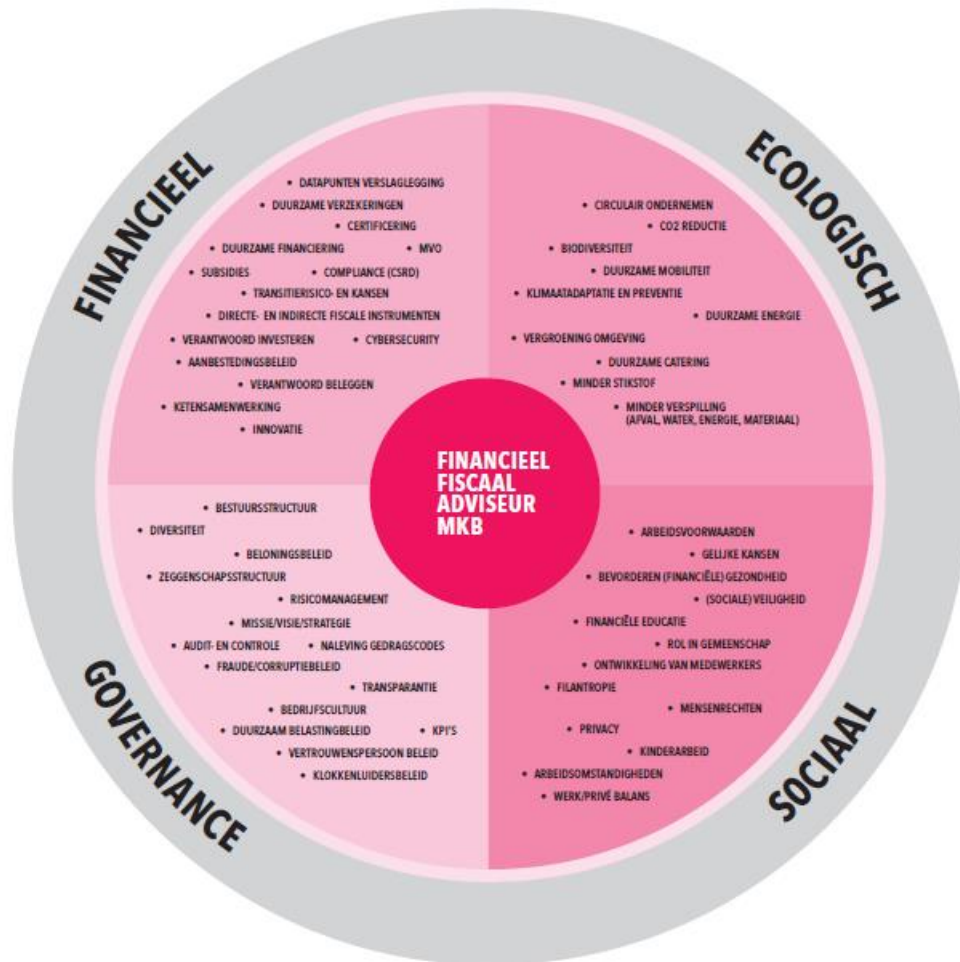 FINANCIEEL
• DATAPUNTEN VERSLAGLEGGING
• DUURZAME VERZEKERINGEN
• CERTIFICERING
• DUURZAME FINANCIERING • MVO
• SUBSIDIES • COMPLIANCE (CSRD)
• TRANSITIERISICO- EN KANSEN
• DIRECTE- EN INDIRECTE FISCALE INSTRUMENTEN
• VERANTWOORD INVESTEREN • CYBERSECURITY
• AANBESTEDINGSBELEID
• VERANTWOORD BELEGGEN
• KETENSAMENWERKING
• INNOVATIE
ECOLOGISCH
• CIRCULAIR ONDERNEMEN
• CO2 REDUCTIE
• BIODIVERSITEIT
• DUURZAME MOBILITEIT
• KLIMAATADAPTATIE EN PREVENTIE
• DUURZAME ENERGIE
• VERGROENING OMGEVING
• DUURZAME CATERING
• MINDER STIKSTOF
• MINDER VERSPILLING
(AFVAL, WATER, ENERGIE, MATERIAAL)
FINANCIEEL
FISCAAL
ADVISEUR
MKB
GOVERNANCE
• BESTUURSSTRUCTUUR
• DIVERSITEIT
• BELONINGSBELEID
• ZEGGENSCHAPSSTRUCTUUR
• RISICOMANAGEMENT
• MISSIE/VISIE/STRATEGIE
• AUDIT- EN CONTROLE • NALEVING GEDRAGSCODES
• FRAUDE/CORRUPTIEBELEID
• TRANSPARANTIE
• BEDRIJFSCULTUUR
• DUURZAAM BELASTINGBELEID • KPI'S
• VERTROUWENSPERSOON BELEID
• KLOKKENLUIDERSBELEID
SOCIAAL
• ARBEIDSVOORWAARDEN
• GELIJKE KANSEN
• BEVORDEREN (FINANCIËLE) GEZONDHEID
• (SOCIALE) VEILIGHEID
• FINANCIËLE EDUCATIE
• ROL IN GEMEENSCHAP
• ONTWIKKELING VAN MEDEWERKERS
• FILANTROPIE
• MENSENRECHTEN
• PRIVACY
• KINDERARBEID
• ARBEIDSOMSTANDIGHEDEN
• WERK/PRIVÉ BALANS